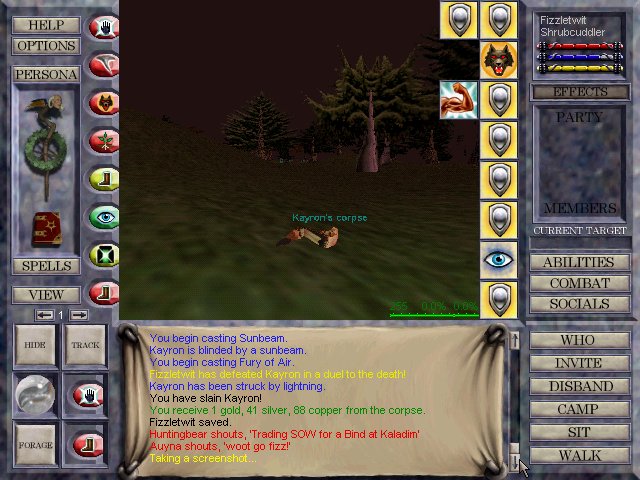 HELP
OPTIONS
PERSONA
SPELLS
VIEW
1
HIDE
TRACK
FORAGE
Kayron's corpse
0.0% 0.0%
Fizzletwit
Shrubcuddler
EFFECTS
PARTY
MEMBERS
CURRENT TARGET
ABILITIES
COMBAT
SOCIALS
WHO
INVITE
DISBAND
CAMP
SIT
WALK
You begin casting Sunbeam.
Kayron is blinded by a sunbeam.
You begin casting Fury of Air.
Fizzletwit has defeated Kayron in a duel to the death!
Kayron has been struck by lightning.
You have slain Kayron!
You receive 1 gold, 41 silver, 88 copper from the corpse.
Fizzletwit saved.
Huntingbear shouts, 'Trading SOW for a Bind at Kaladim'
Auyna shouts, 'woot go fizz!'
Taking a screenshot...